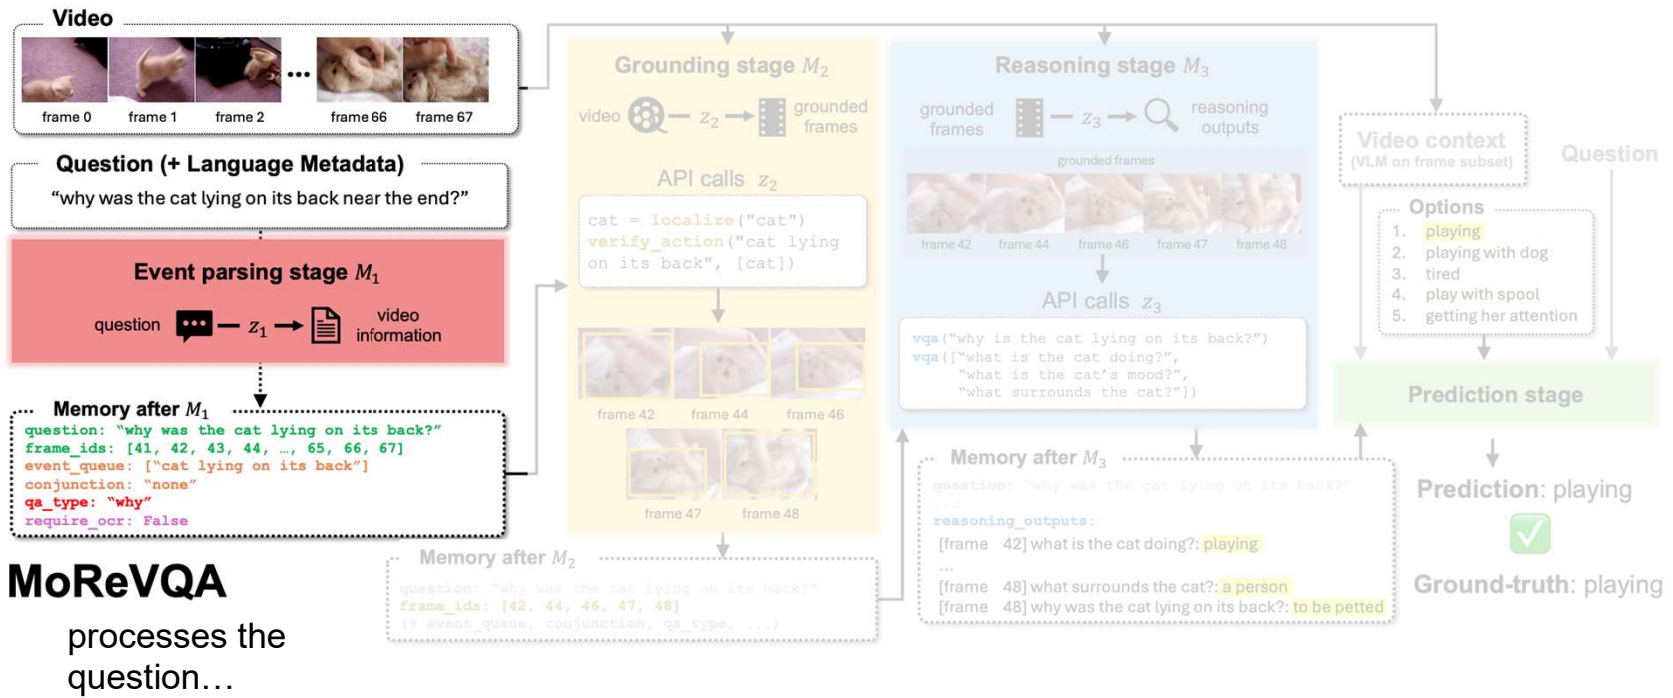 Video
frame 0 frame 1 frame 2 ••• frame 66 frame 67
Question (+ Language Metadata)
“why was the cat lying on its back near the end?”
Event parsing stage M1
question z1 video information
Memory after M1
question: “why was the cat lying on its back?”
frame_ids: [41, 42, 43, 44, …, 65, 66, 67]
event_queue: [“cat lying on its back”]
conjunction: “none”
qa_type: “why”
require_ocr: False
MoReVQA
processes the
question…
Grounding stage M2
video z2 grounded
frames
API calls z2
cat = localize("cat")
verify_action("cat lying
on its back", [cat])
frame 42 frame 44 frame 46
frame 47 frame 48
Memory after M2
question: “why was the cat lying on its back?”
frame_ids: [42, 44, 46, 47, 48]
(+ event_queue, conjunction, qa_type, ...)
Reasoning stage M3
grounded
frames z3 reasoning
outputs
grounded frames
frame 42 frame 44 frame 46 frame 47 frame 48
API calls z3
vqa("why is the cat lying on its back?")
vqa(["what is the cat doing?",
"what is the cat's mood?",
"what surrounds the cat?"])
Memory after M3
question: “why was the cat lying on its back?”
...
reasoning_outputs:
[frame 42] what is the cat doing?: playing
...
[frame 48] what surrounds the cat?: a person
[frame 48] why was the cat lying on its back?: to be petted
Video context
(VLM on frame subset)
Question
Options
1. playing
2. playing with dog
3. tired
4. play with spool
5. getting her attention
Prediction stage
Prediction: playing
Ground-truth: playing